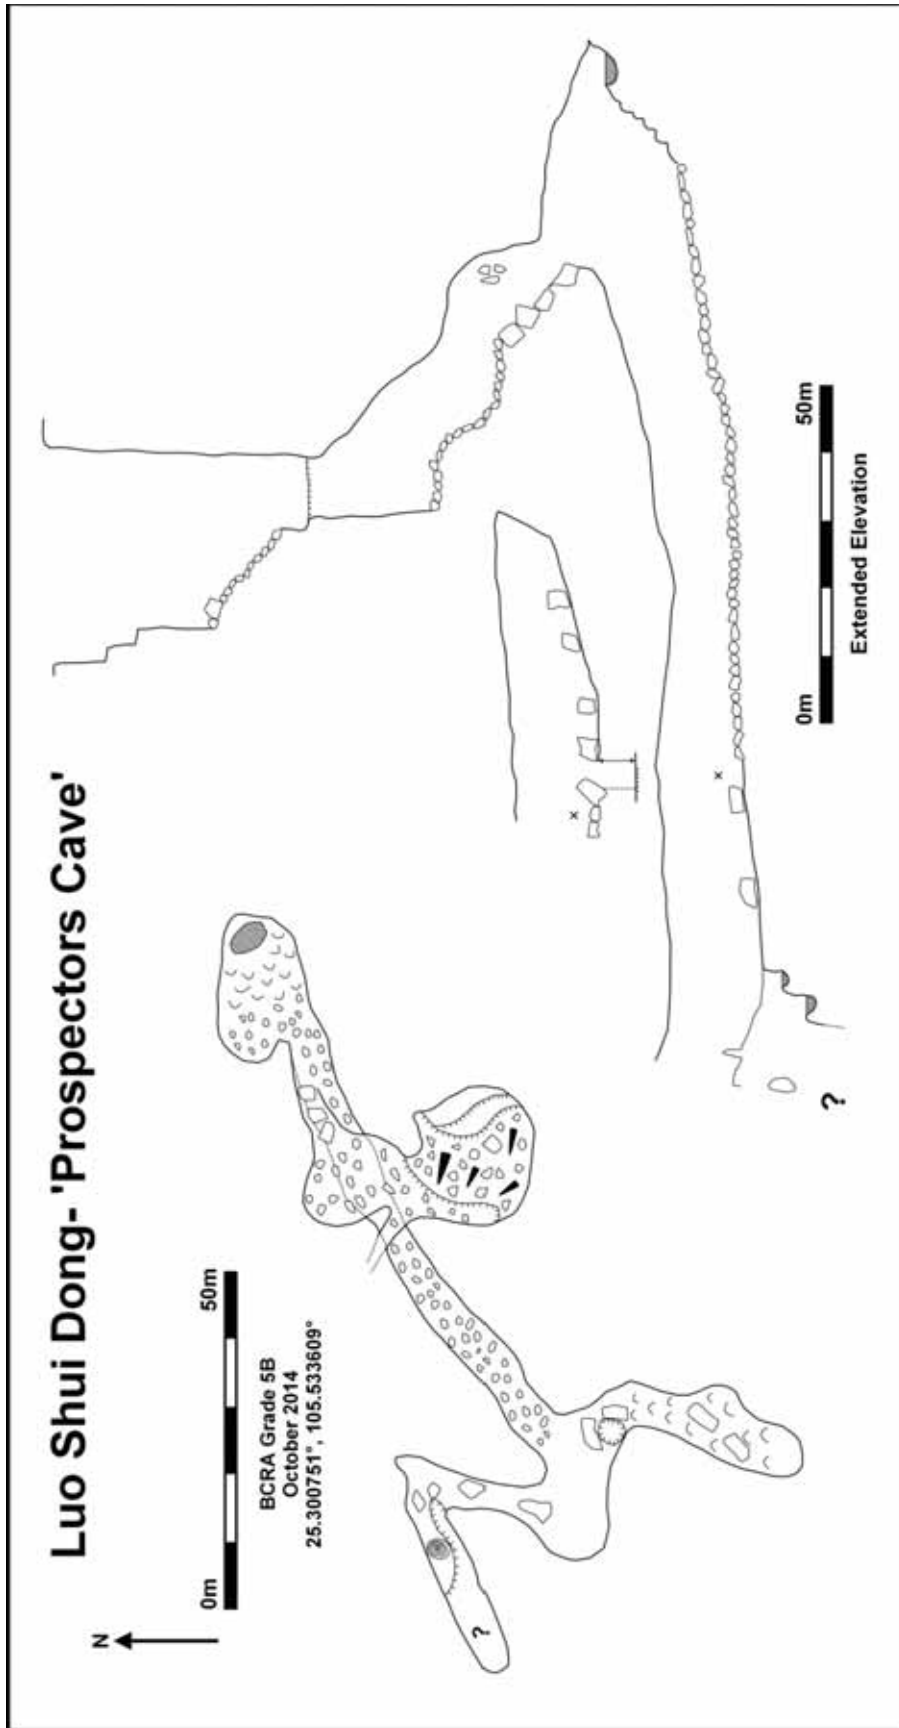 Luo Shui Dong- 'Prospectors Cave'
N
0m 50m
BCRA Grade 5B
October 2014
25.300751°, 105.533609°
?
x
x
?
0m 50m
Extended Elevation